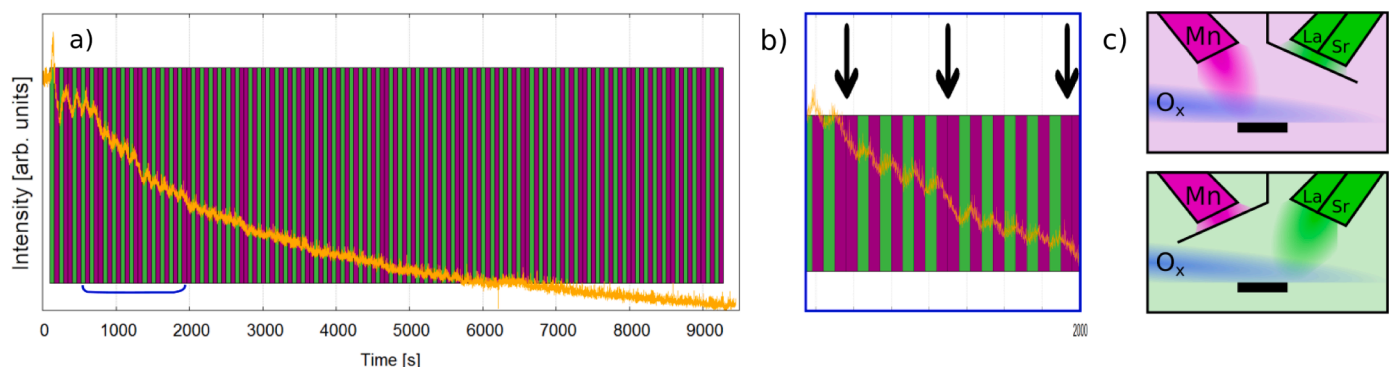 a)
Intensity [arb. units]
0 1000 2000 3000 4000 5000 6000 7000 8000 9000
Time [s]
b)
2000
c)
Mn La Sr
Ox
Mn La Sr
Ox